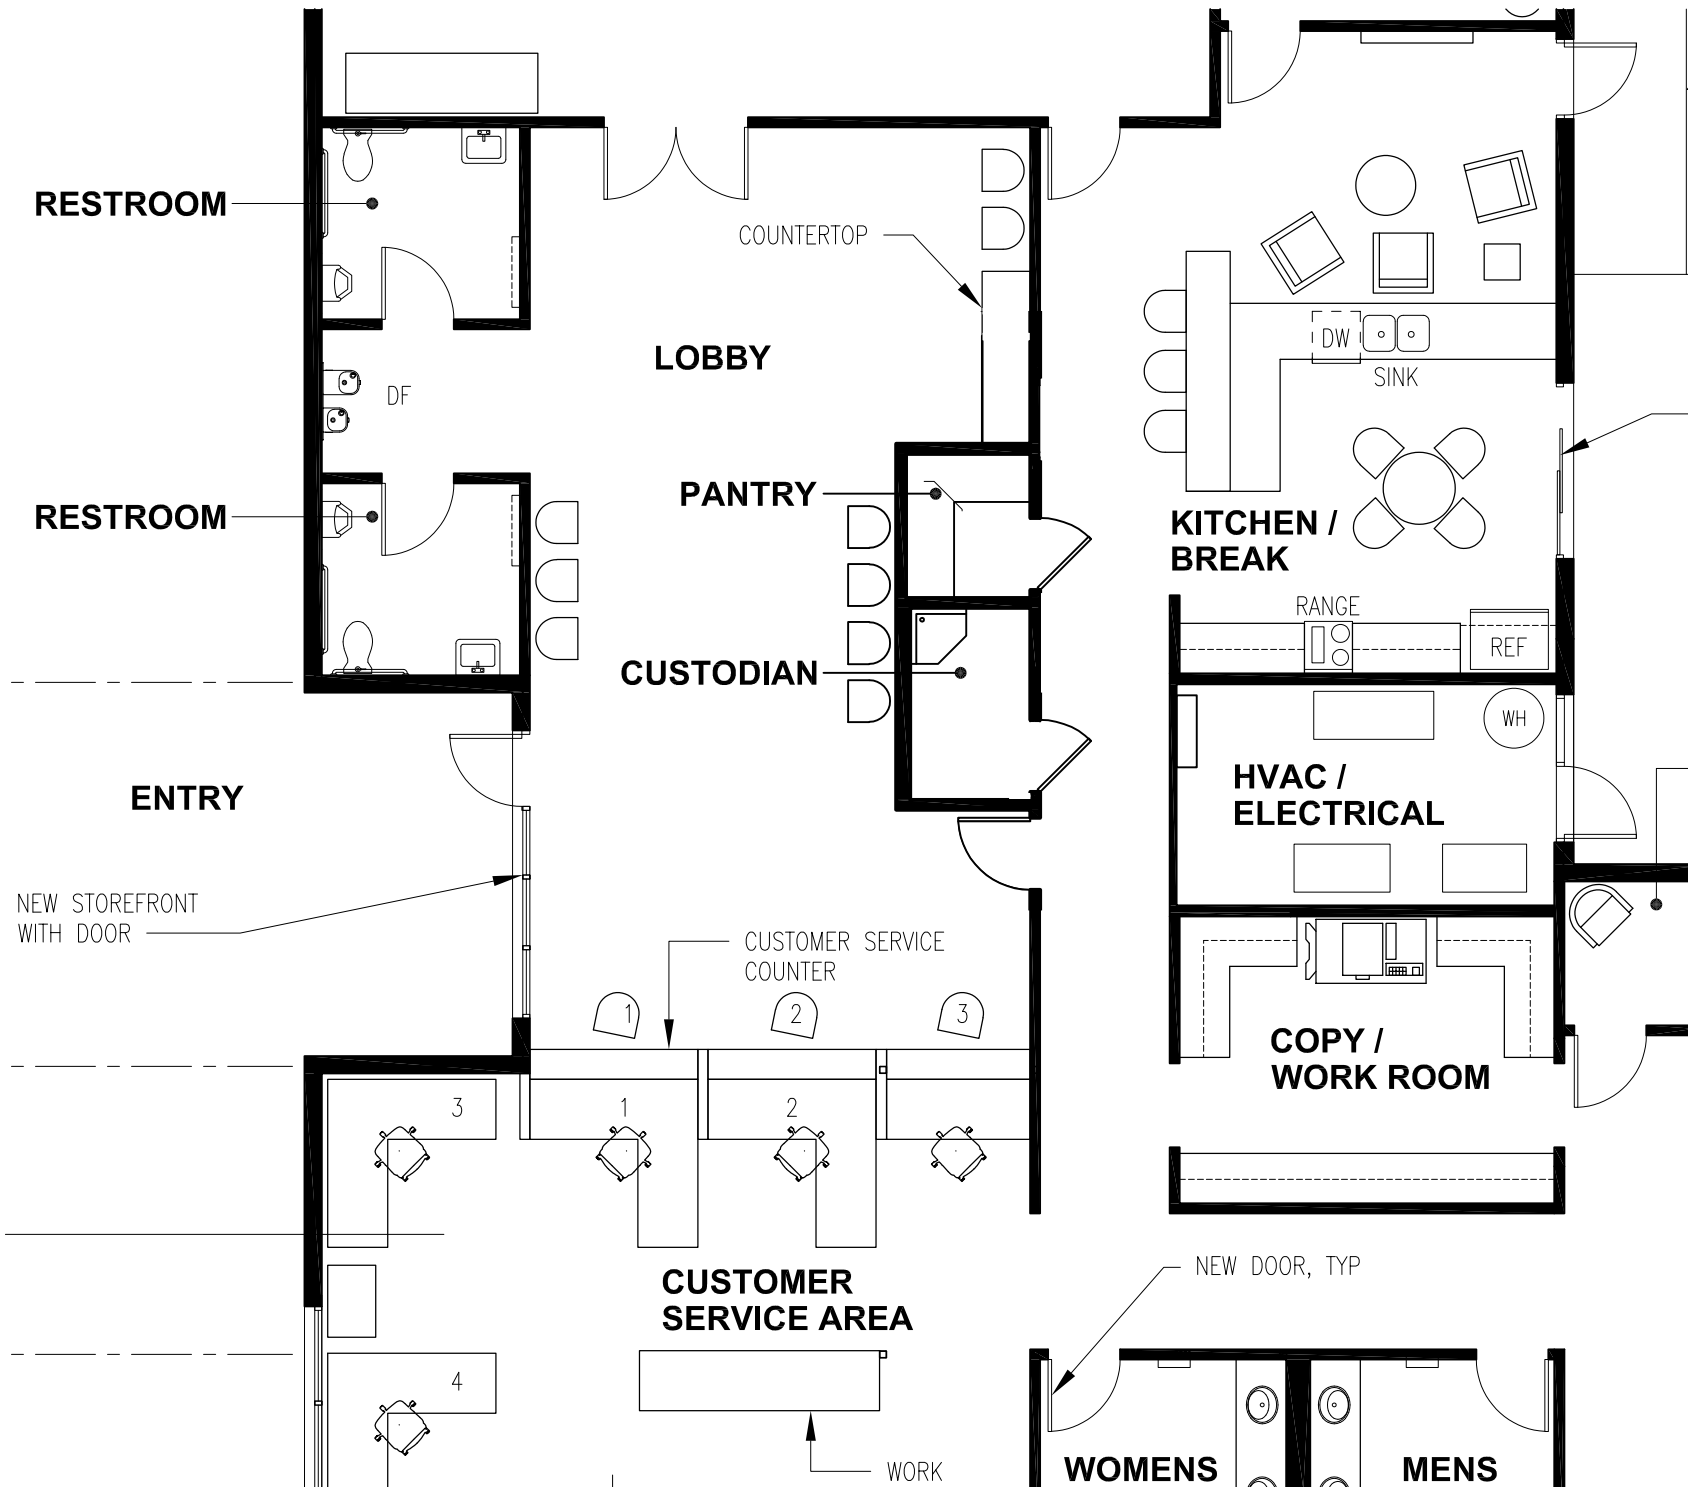 RESTROOM
COUNTERTOP
LOBBY
DW
SINK
DF
PANTRY
RESTROOM
KITCHEN /
BREAK
RANGE
REF
CUSTODIAN
WH
HVAC /
ELECTRICAL
ENTRY
NEW STOREFRONT
WITH DOOR
CUSTOMER SERVICE
COUNTER
1
2
3
COPY /
WORK ROOM
3
1
2
NEW DOOR, TYP
CUSTOMER
SERVICE AREA
4
WORK
WOMENS
MENS